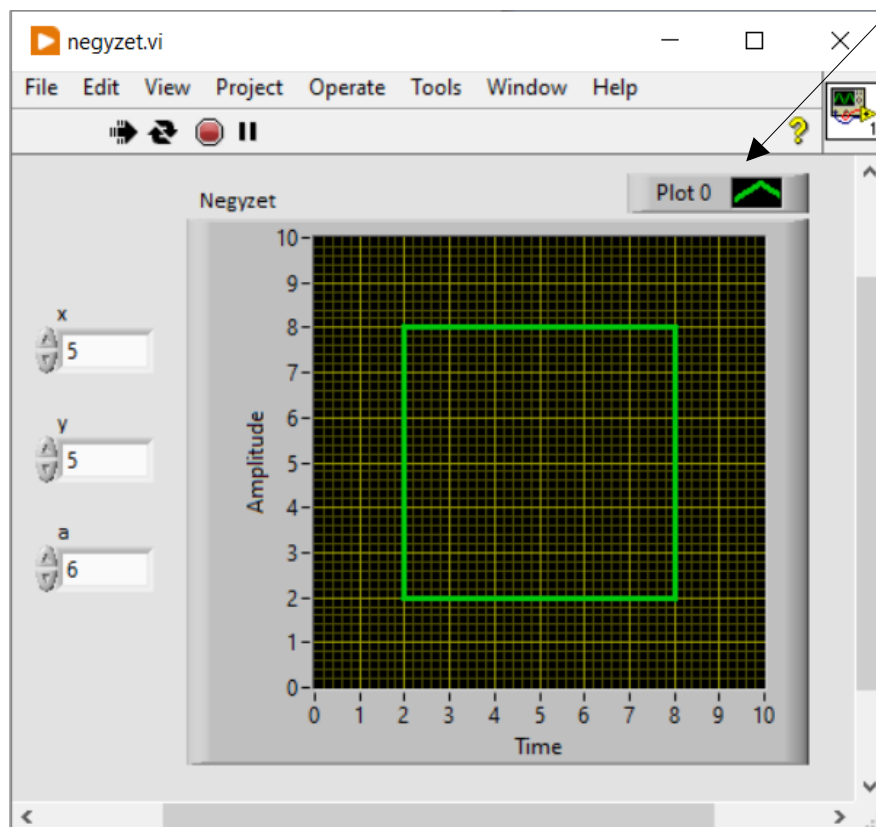 negyzet.vi
File Edit View Project Operate Tools Window Help
?
1
Negyzet
Plot 0
x
5
y
5
a
6
Amplitude
10
9
8
7
6
5
4
3
2
1
0
0 1 2 3 4 5 6 7 8 9 10
Time